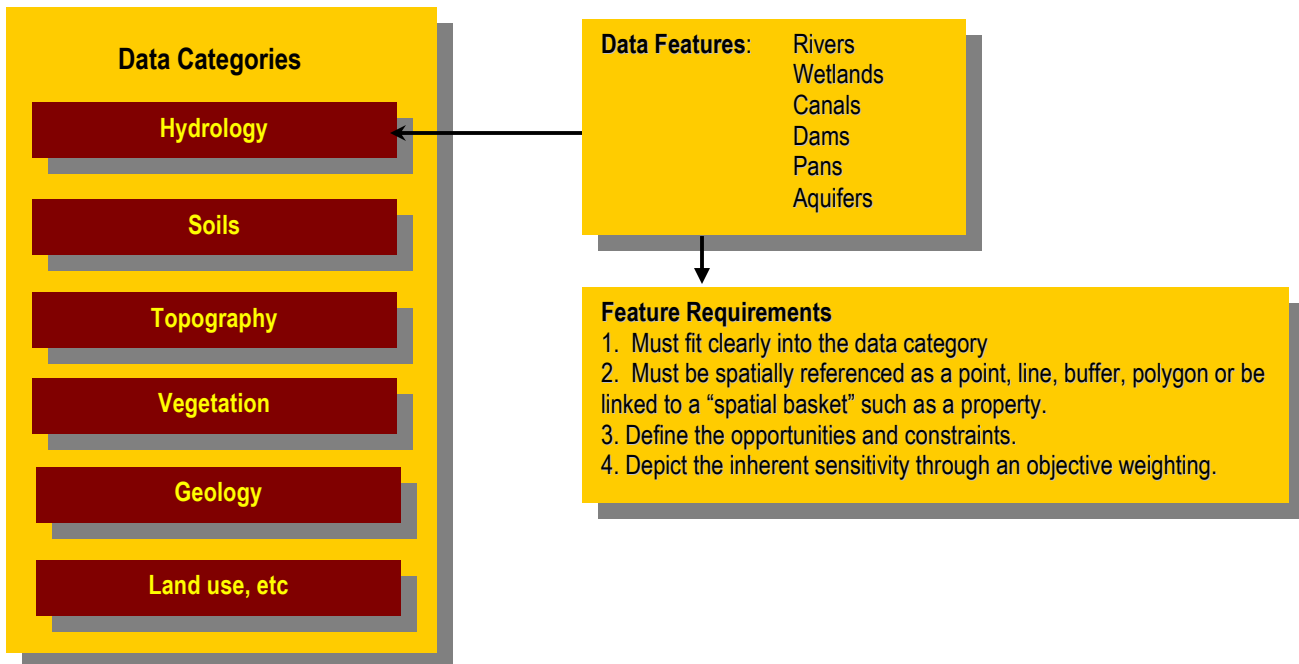 Data Categories
Hydrology
Soils
Topography
Vegetation
Geology
Land use, etc
Data Features: Rivers
Wetlands
Canals
Dams
Pans
Aquifers
Feature Requirements
1. Must fit clearly into the data category
2. Must be spatially referenced as a point, line, buffer, polygon or be
linked to a “spatial basket” such as a property.
3. Define the opportunities and constraints.
4. Depict the inherent sensitivity through an objective weighting.